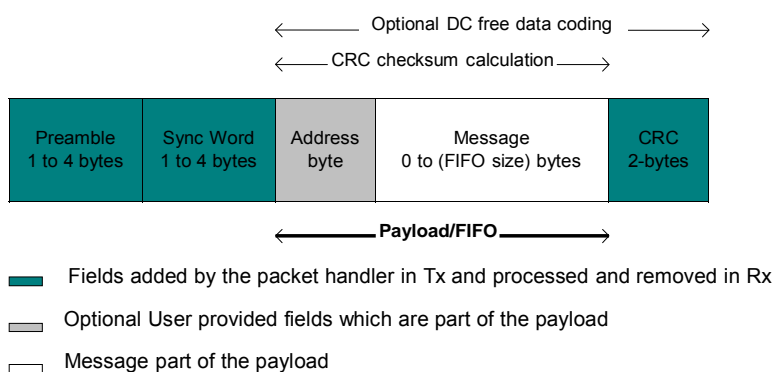 Optional DC free data coding
CRC checksum calculation
Preamble
1 to 4 bytes
Sync Word
1 to 4 bytes
Address
byte
Message
0 to (FIFO size) bytes
CRC
2-bytes
Payload/FIFO
Fields added by the packet handler in Tx and processed and removed in Rx
Optional User provided fields which are part of the payload
Message part of the payload